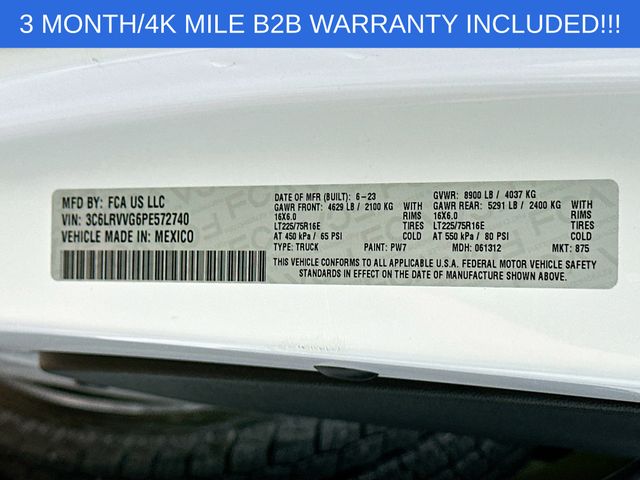 3 MONTH/4K MILE B2B WARRANTY INCLUDED!!!
MFD BY: FCA US LLC
VIN: 3C6LRVVG6PE572740
VEHICLE MADE IN: MEXICO
DATE OF MFR (BUILT): 6-23
GAWR FRONT: 4629 LB / 2100 KG WITH
16X6.0 RIMS
LT225/75R16E TIRES
AT 450 kPa / 65 PSI COLD
TYPE: TRUCK PAINT: PW7
GVWR: 8900 LB / 4037 KG
GAWR REAR: 5291 LB / 2400 KG WITH
16X6.0 RIMS
LT225/75R16E TIRES
AT 550 kPa / 80 PSI COLD
MDH: 061312 MKT: 875
THIS VEHICLE CONFORMS TO ALL APPLICABLE U.S.A. FEDERAL MOTOR VEHICLE SAFETY
STANDARDS IN EFFECT ON THE DATE OF MANUFACTURE SHOWN ABOVE.